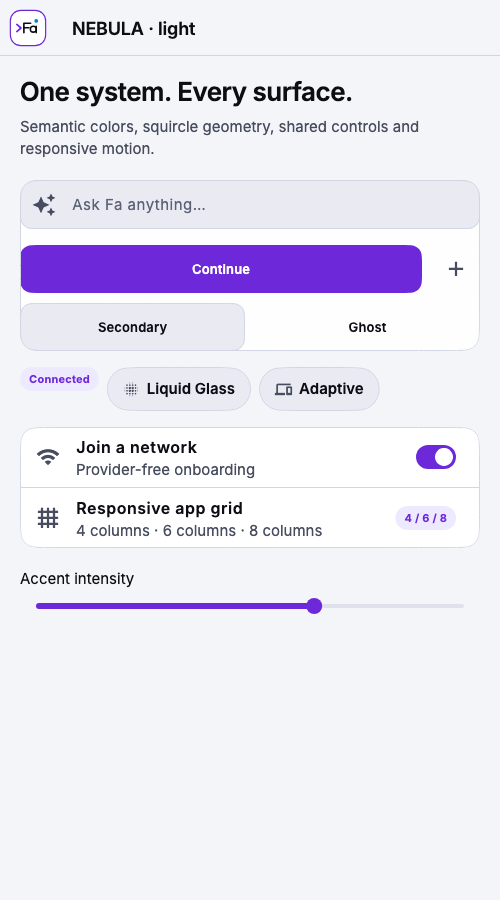 >Fa
NEBULA · light
One system. Every surface.
Semantic colors, squircle geometry, shared controls and
responsive motion.
Ask Fa anything...
Continue
Secondary
Ghost
Connected
Liquid Glass
Adaptive
Join a network
Provider-free onboarding
Responsive app grid
4 columns · 6 columns · 8 columns
4 / 6 / 8
Accent intensity